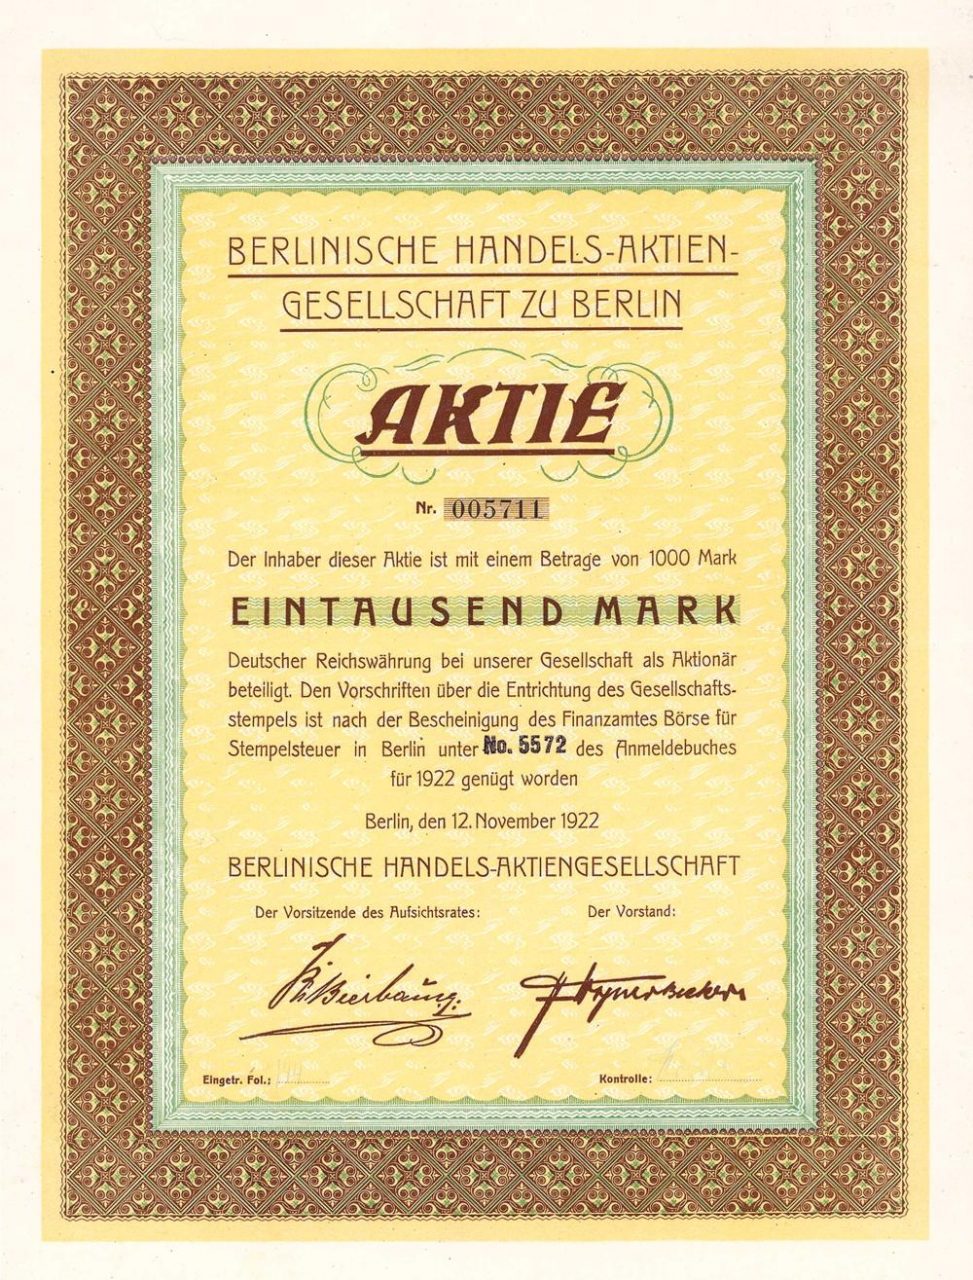 BERLINISCHE HANDELS-AKTIEN-
GESELLSCHAFT ZU BERLIN
AKTIE
Nr. 005711
Der Inhaber dieser Aktie ist mit einem Betrage von 1000 Mark
EINTAUSEND MARK
Deutscher Reichswährung bei unserer Gesellschaft als Aktionär
beteiligt. Den Vorschriften über die Entrichtung des Gesellschafts-
stempels ist nach der Bescheinigung des Finanzamtes Börse für
Stempelsteuer in Berlin unter No. 5572 des Anmeldebuches
für 1922 genügt worden
Berlin, den 12. November 1922
BERLINISCHE HANDELS-AKTIENGESELLSCHAFT
Der Vorsitzende des Aufsichtsrates: Der Vorstand:
Eingetr. Fol.: Kontrolle: